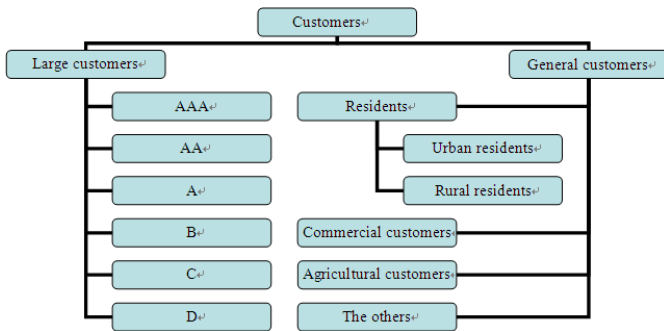 Customers↵
Large customers↵
General customers↵
AAA↵
Residents↵
AA↵
Urban residents↵
A↵
Rural residents↵
B↵
Commercial customers↵
C↵
Agricultural customers↵
D↵
The others↵